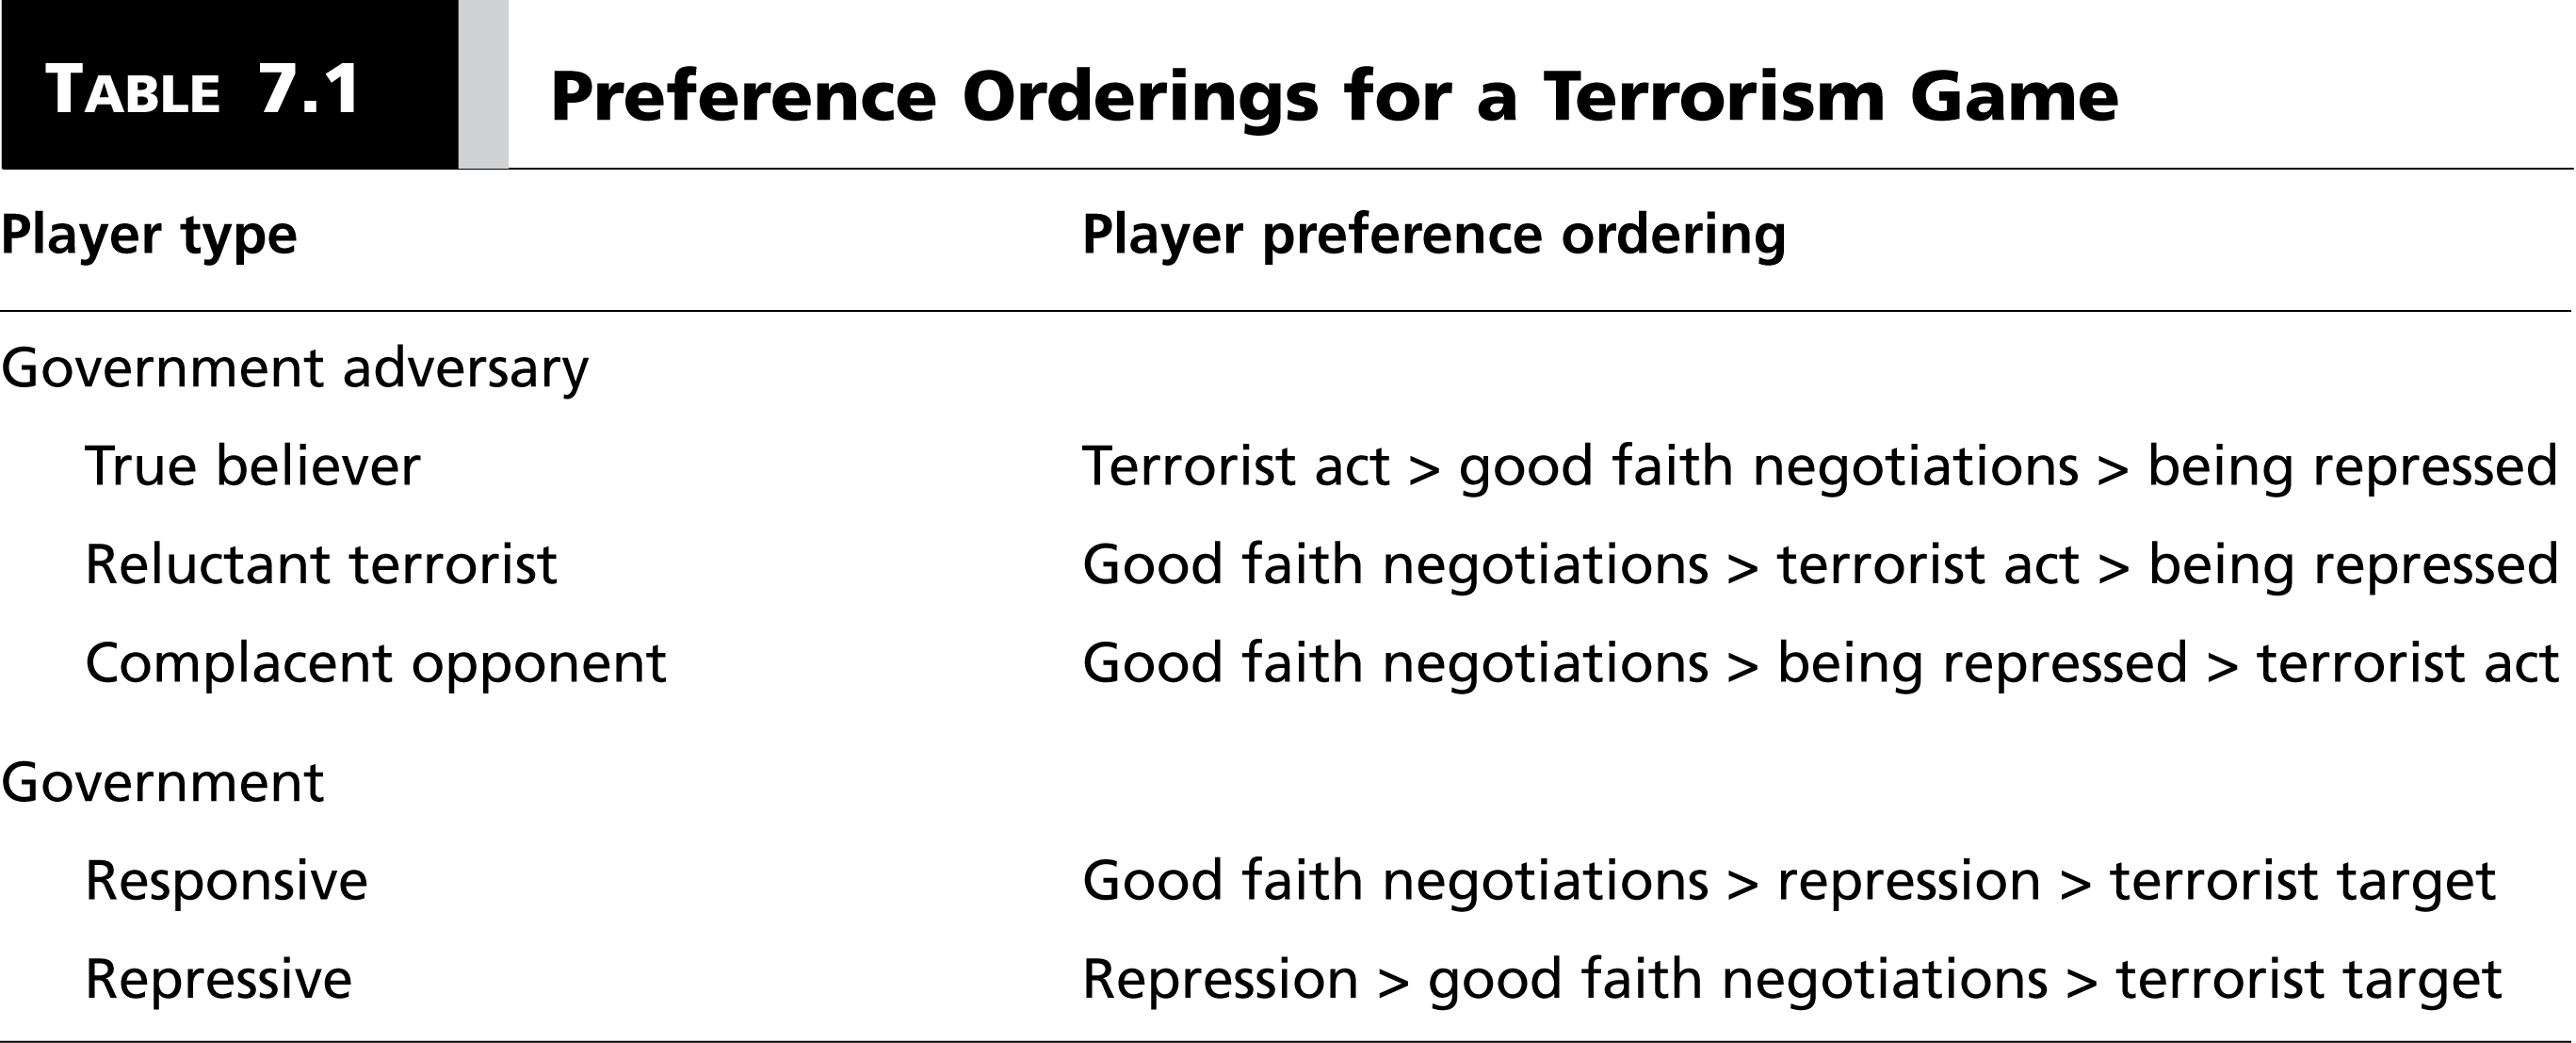 TABLE 7.1 Preference Orderings for a Terrorism Game
Player type Player preference ordering
Government adversary
True believer Terrorist act > good faith negotiations > being repressed
Reluctant terrorist Good faith negotiations > terrorist act > being repressed
Complacent opponent Good faith negotiations > being repressed > terrorist act
Government
Responsive Good faith negotiations > repression > terrorist target
Repressive Repression > good faith negotiations > terrorist target